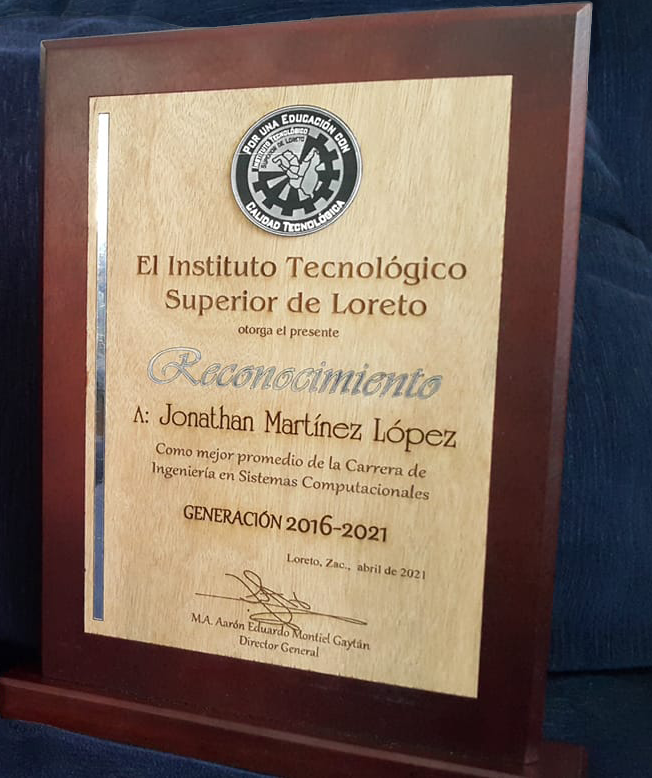 POR UNA EDUCACIÓN CON
INSTITUTO TECNOLÓGICO
SUPERIOR DE LORETO
CALIDAD TECNOLÓGICA
El Instituto Tecnológico
Superior de Loreto
otorga el presente
Reconocimiento
A: Jonathan Martínez López
Como mejor promedio de la Carrera de
Ingeniería en Sistemas Computacionales
GENERACIÓN 2016-2021
Loreto, Zac., abril de 2021
M.A. Aarón Eduardo Montiel Gaytán
Director General